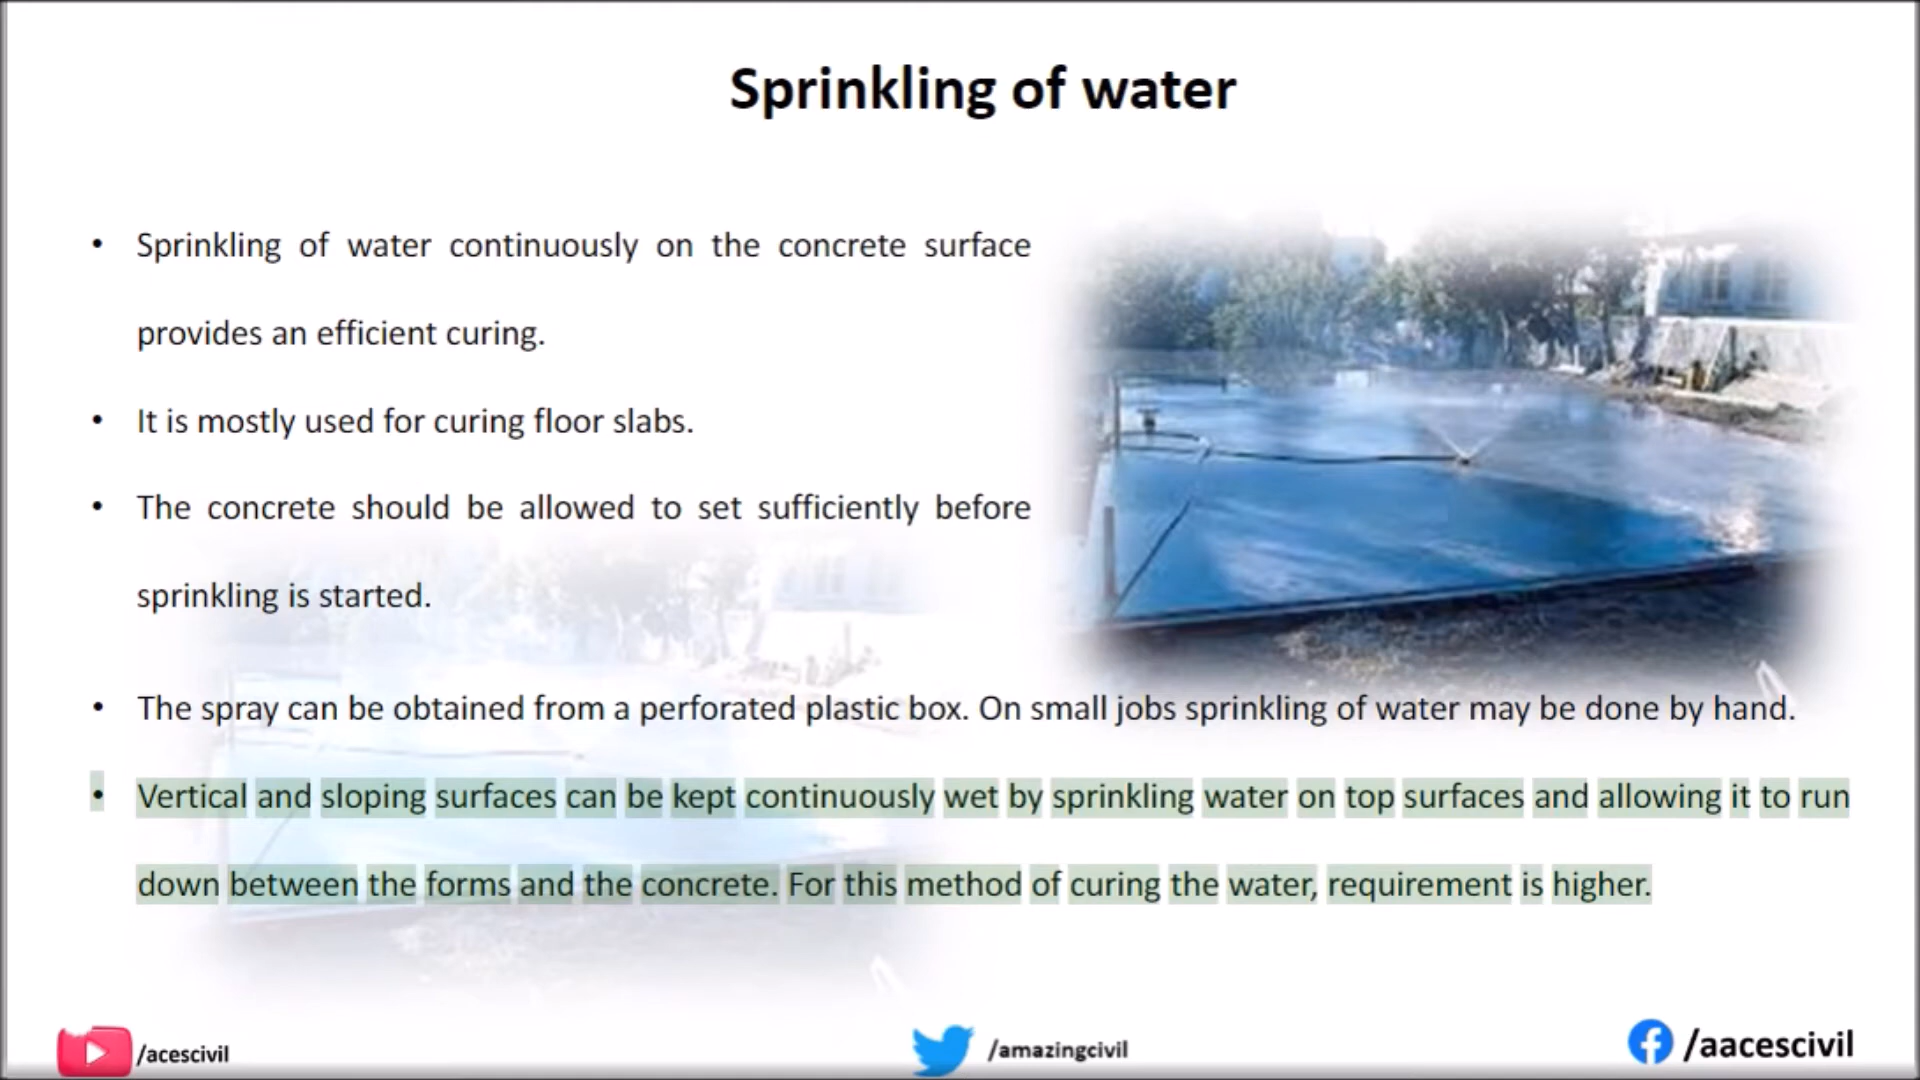 Sprinkling of water
• Sprinkling of water continuously on the concrete surface
provides an efficient curing.
• It is mostly used for curing floor slabs.
• The concrete should be allowed to set sufficiently before
sprinkling is started.
• The spray can be obtained from a perforated plastic box. On small jobs sprinkling of water may be done by hand.
• Vertical and sloping surfaces can be kept continuously wet by sprinkling water on top surfaces and allowing it to run
down between the forms and the concrete. For this method of curing the water, requirement is higher.
/acescivil
/amazingcivil
/aacescivil